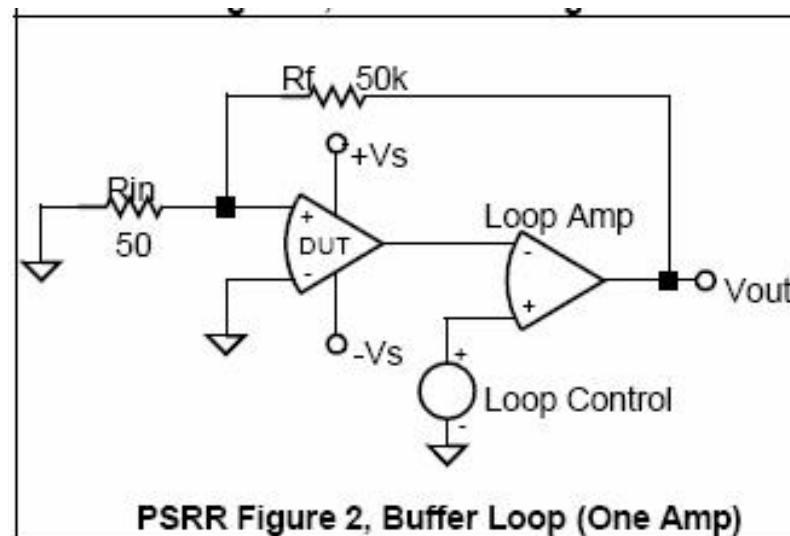 Rf 50k
+Vs
Rin
50
+
DUT
-
-Vs
Loop Amp
-
+
Vout
+
Loop Control
-
PSRR Figure 2, Buffer Loop (One Amp)